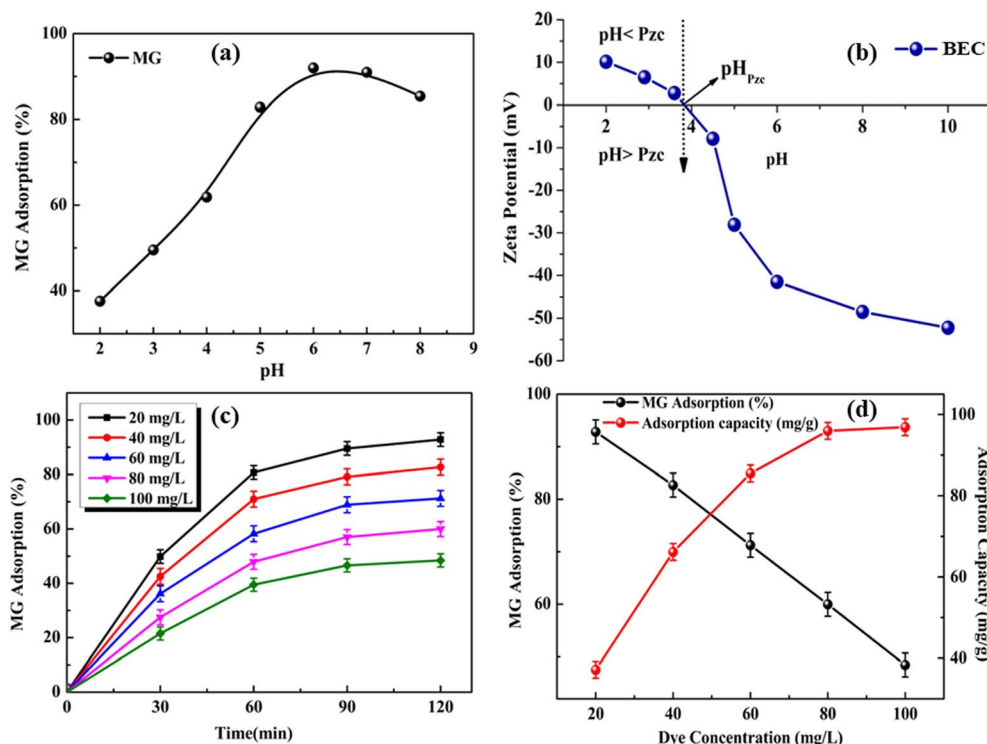 (a)
MG
MG Adsorption (%)
100
80
60
40
2 3 4 5 6 7 8 9
pH
(b)
BEC
pH< Pzc
pHPzc
pH> Pzc
Zeta Potential (mV)
20
10
0
-10
-20
-30
-40
-50
-60
2 4 6 8 10
pH
(c)
20 mg/L
40 mg/L
60 mg/L
80 mg/L
100 mg/L
MG Adsorption (%)
100
80
60
40
20
0
0 30 60 90 120
Time(min)
(d)
MG Adsorption (%)
Adsorption capacity (mg/g)
MG Adsorption (%)
100
80
60
Adsorption Capacity (mg/g)
100
80
60
40
20 40 60 80 100
Dye Concentration (mg/L)